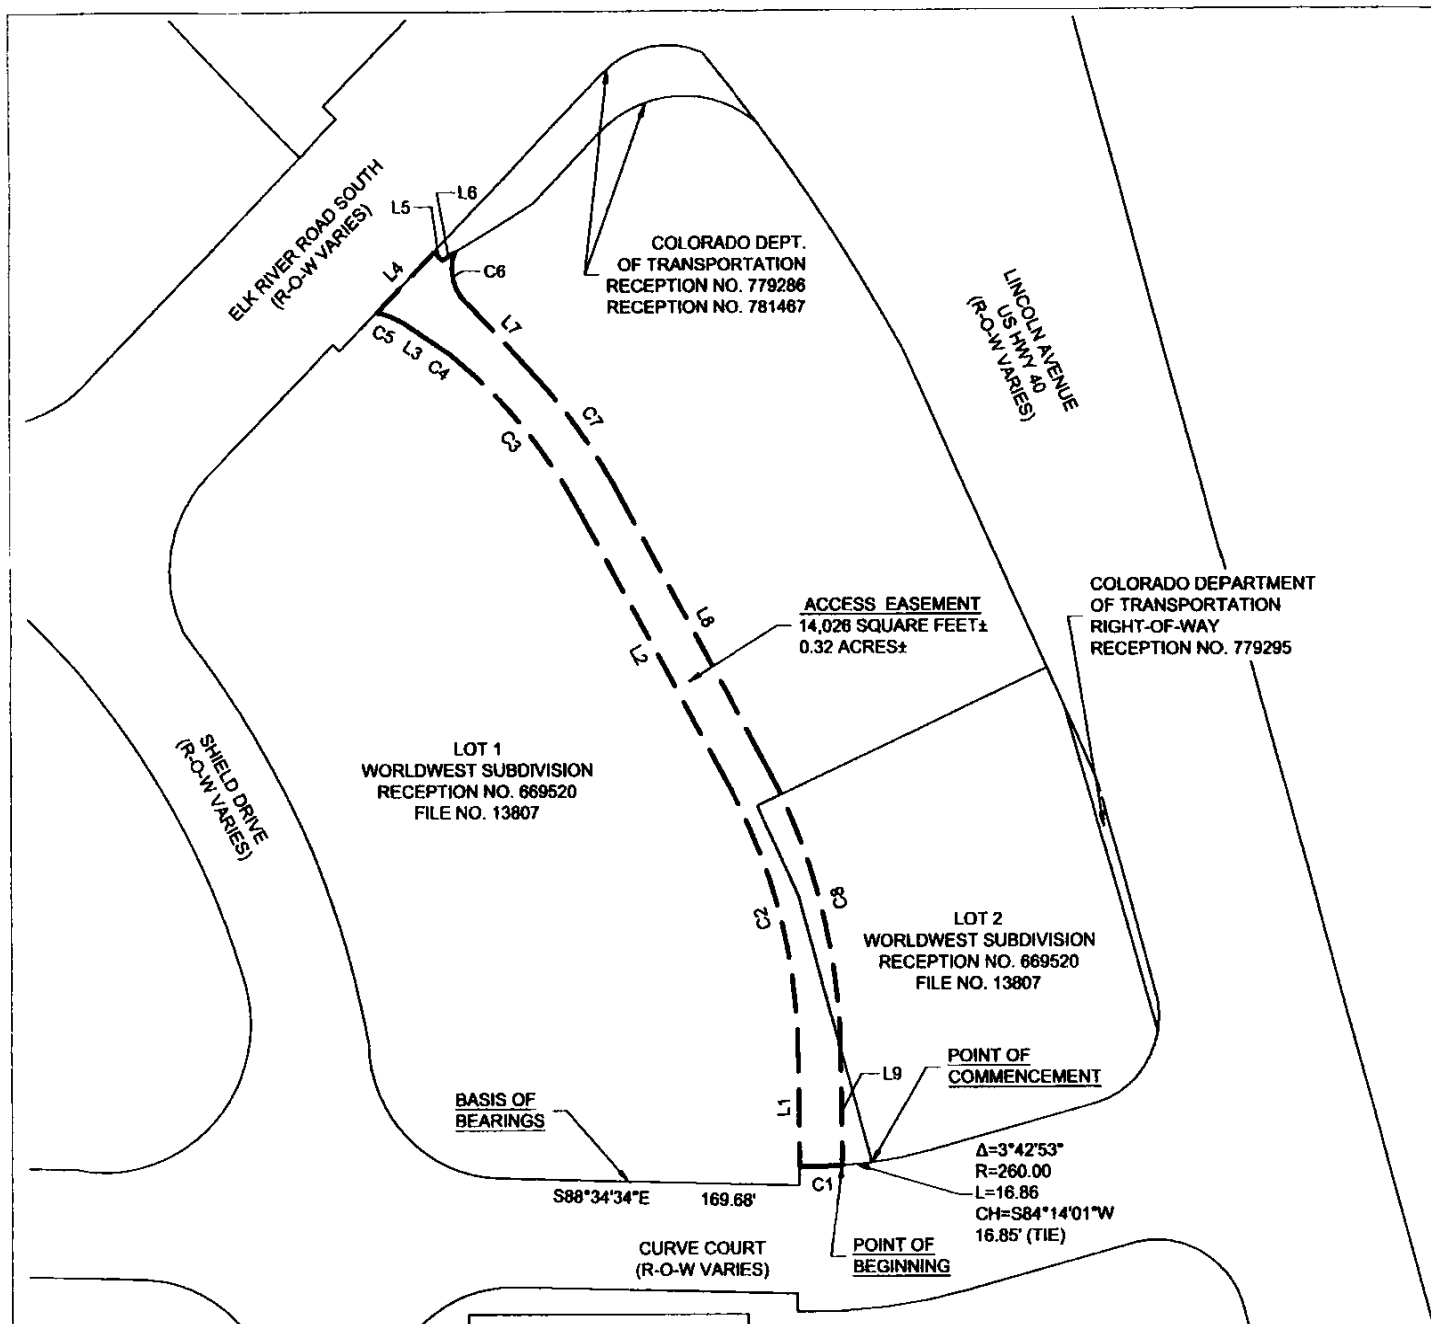 L6
L5
ELK RIVER ROAD SOUTH
(R-O-W VARIES)
L4
C6
COLORADO DEPT.
OF TRANSPORTATION
RECEPTION NO. 779286
RECEPTION NO. 781467
LINCOLN AVENUE
US HWY 40
(R-O-W VARIES)
C5
L3
C4
L7
C7
C3
COLORADO DEPARTMENT
OF TRANSPORTATION
RIGHT-OF-WAY
RECEPTION NO. 779295
ACCESS EASEMENT
14,026 SQUARE FEET±
0.32 ACRES±
L8
L2
SHIELD DRIVE
(R-O-W VARIES)
LOT 1
WORLDWEST SUBDIVISION
RECEPTION NO. 669520
FILE NO. 13807
C2
C8
LOT 2
WORLDWEST SUBDIVISION
RECEPTION NO. 669520
FILE NO. 13807
L9
L1
POINT OF
COMMENCEMENT
BASIS OF
BEARINGS
S88°34'34"E 169.68'
C1
Δ=3°42'53"
R=260.00
L=16.86
CH=S84°14'01"W
16.85' (TIE)
CURVE COURT
(R-O-W VARIES)
POINT OF
BEGINNING